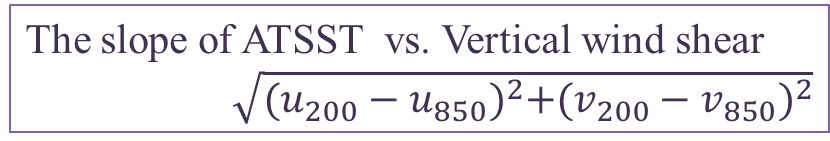 The slope of ATSST vs. Vertical wind shear
√(u₂₀₀ − u₈₅₀)²+(v₂₀₀ − v₈₅₀)²